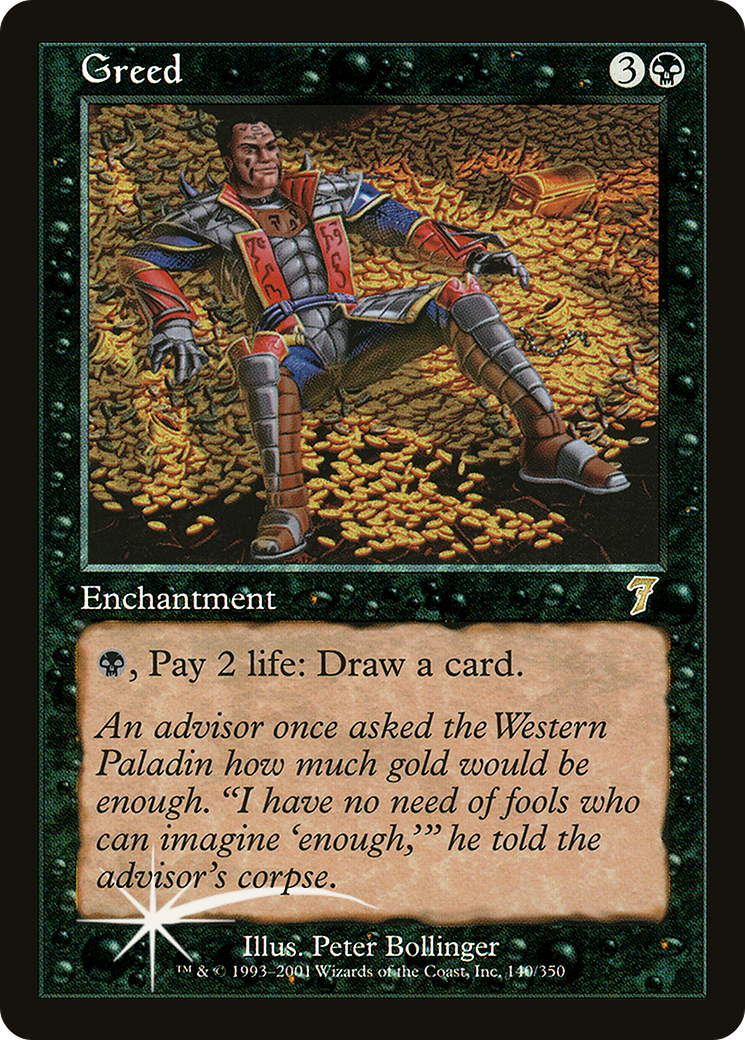 Greed 3
Enchantment 7
, Pay 2 life: Draw a card.
An advisor once asked the Western
Paladin how much gold would be
enough. “I have no need of fools who
can imagine ‘enough,’” he told the
advisor’s corpse.
Illus. Peter Bollinger
™ & © 1993–2001 Wizards of the Coast, Inc. 140/350